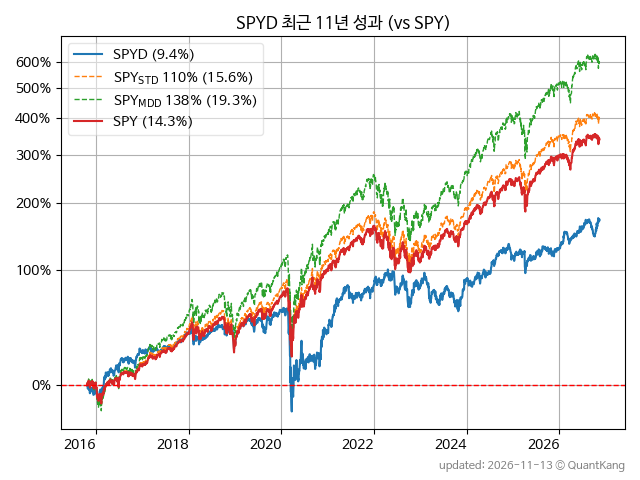 SPYD 최근 11년 성과 (vs SPY)
SPYD (9.4%)
SPY_STD 110% (15.6%)
SPY_MDD 138% (19.3%)
SPY (14.3%)
600%
500%
400%
300%
200%
100%
0%
2016 2018 2020 2022 2024 2026
updated: 2026-11-13 © QuantKang